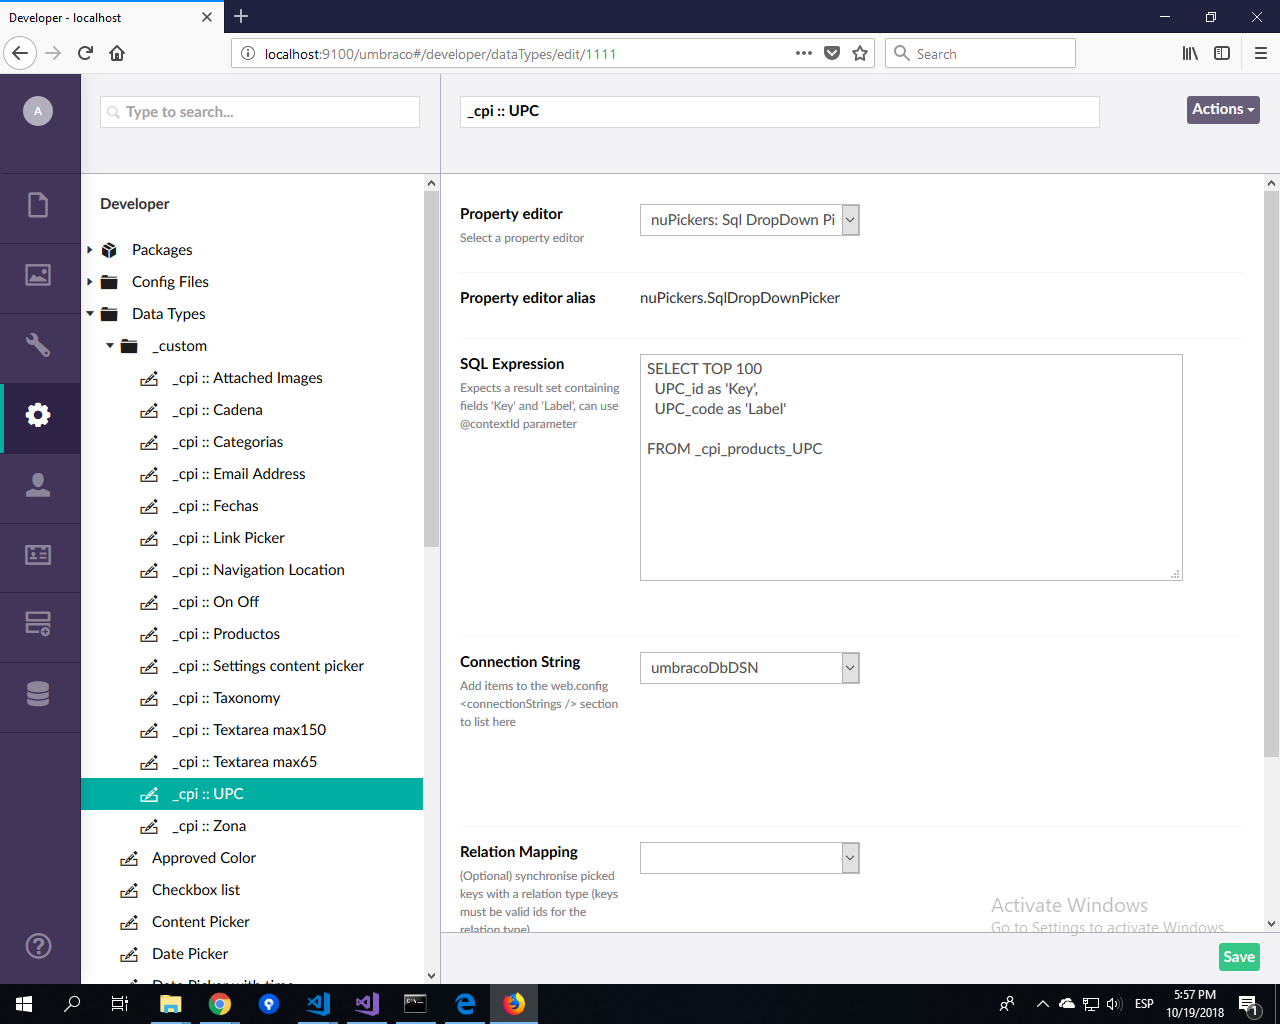 Developer - localhost
localhost:9100/umbraco#/developer/dataTypes/edit/1111
Search
A
Type to search...
_cpi :: UPC
Actions
Developer
Packages
Config Files
Data Types
_custom
_cpi :: Attached Images
_cpi :: Cadena
_cpi :: Categorias
_cpi :: Email Address
_cpi :: Fechas
_cpi :: Link Picker
_cpi :: Navigation Location
_cpi :: On Off
_cpi :: Productos
_cpi :: Settings content picker
_cpi :: Taxonomy
_cpi :: Textarea max150
_cpi :: Textarea max65
_cpi :: UPC
_cpi :: Zona
Approved Color
Checkbox list
Content Picker
Date Picker
Date Picker with time
Property editor
Select a property editor
nuPickers: Sql DropDown Pi
Property editor alias
nuPickers.SqlDropDownPicker
SQL Expression
Expects a result set containing
fields 'Key' and 'Label', can use
@contextId parameter
SELECT TOP 100
UPC_id as 'Key',
UPC_code as 'Label'
FROM _cpi_products_UPC
Connection String
Add items to the web.config
<connectionStrings /> section
to list here
umbracoDbDSN
Relation Mapping
(Optional) synchronise picked
keys with a relation type (keys
must be valid ids for the
relation type)
Activate Windows
Go to Settings to activate Windows.
Save
ESP
5:57 PM
10/19/2018
1